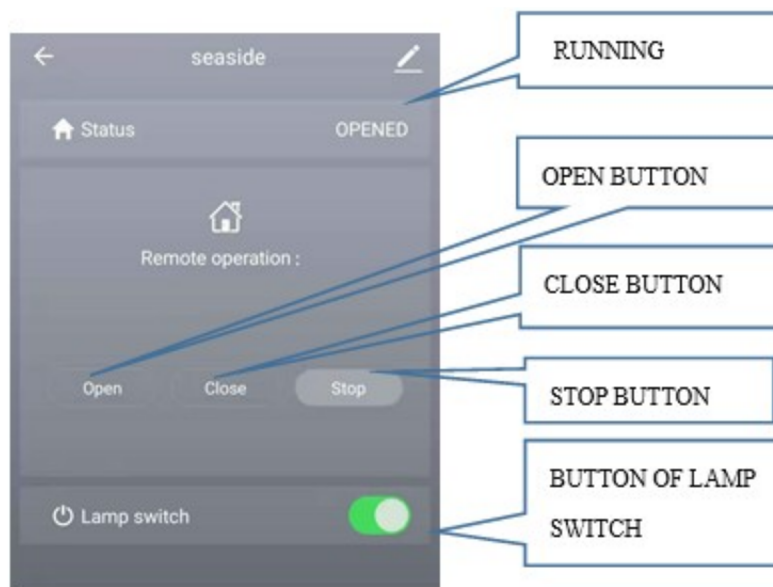 seaside
Status
OPENED
Remote operation :
Open
Close
Stop
Lamp switch
RUNNING
OPEN BUTTON
CLOSE BUTTON
STOP BUTTON
BUTTON OF LAMP
SWITCH